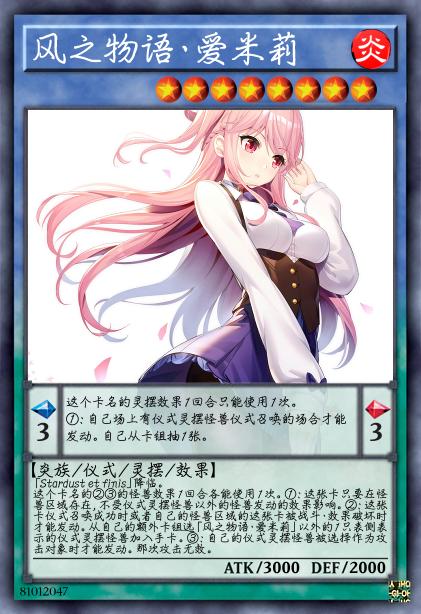 风之物语·爱米莉
炎
这个卡名的灵摆效果1回合只能使用1次。
①:自己场上有仪式灵摆怪兽仪式召唤的场合才能
发动。自己从卡组抽1张。
3
3
【炎族/仪式/灵摆/效果】
「Stardust et finis」降临。
这个卡名的②③的怪兽效果1回合各能使用1次。①:这张卡只要在怪
兽区域存在,不受仪式灵摆怪兽以外的怪兽发动的效果影响。②:这张
卡仪式召唤成功时或者自己的怪兽区域的这张卡被战斗·效果破坏时
才能发动。从自己的额外卡组选「风之物语·爱米莉」以外的1只表侧表
示的仪式灵摆怪兽加入手卡。③:自己的仪式灵摆怪兽被选择作为攻
击对象时才能发动。那次攻击无效。
ATK/3000 DEF/2000
81012047